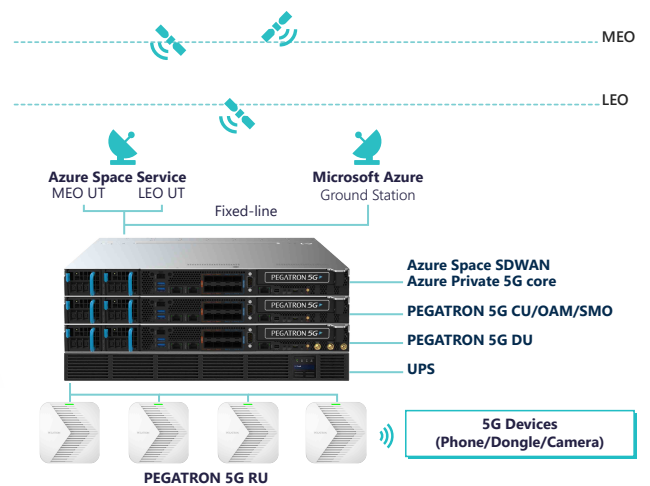 MEO
LEO
Azure Space Service
MEO UT LEO UT
Microsoft Azure
Ground Station
Fixed-line
PEGATRON 5G
Azure Space SDWAN
Azure Private 5G core
PEGATRON 5G
PEGATRON 5G CU/OAM/SMO
PEGATRON 5G
PEGATRON 5G DU
UPS
5G Devices
(Phone/Dongle/Camera)
PEGATRON 5G RU